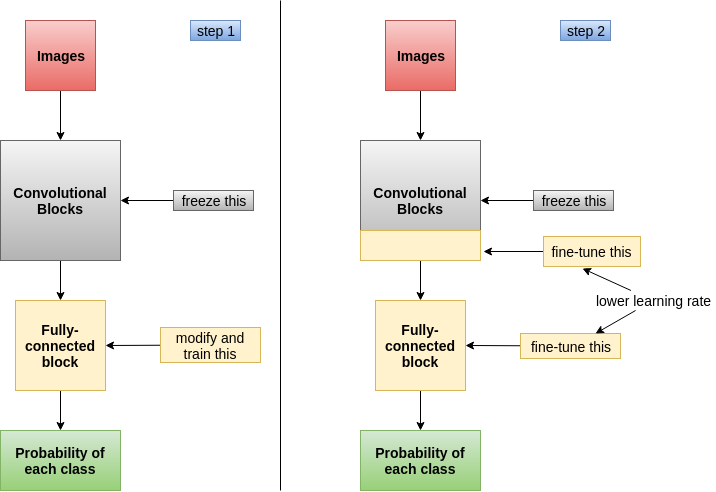 step 1
Images
Convolutional
Blocks
freeze this
Fully-
connected
block
modify and
train this
Probability of
each class
step 2
Images
Convolutional
Blocks
freeze this
fine-tune this
lower learning rate
Fully-
connected
block
fine-tune this
Probability of
each class